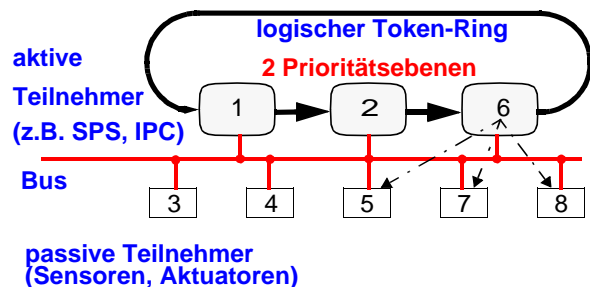 logischer Token-Ring
aktive
2 Prioritätsebenen
Teilnehmer
(z.B. SPS, IPC)
1
2
6
Bus
3
4
5
7
8
passive Teilnehmer
(Sensoren, Aktuatoren)